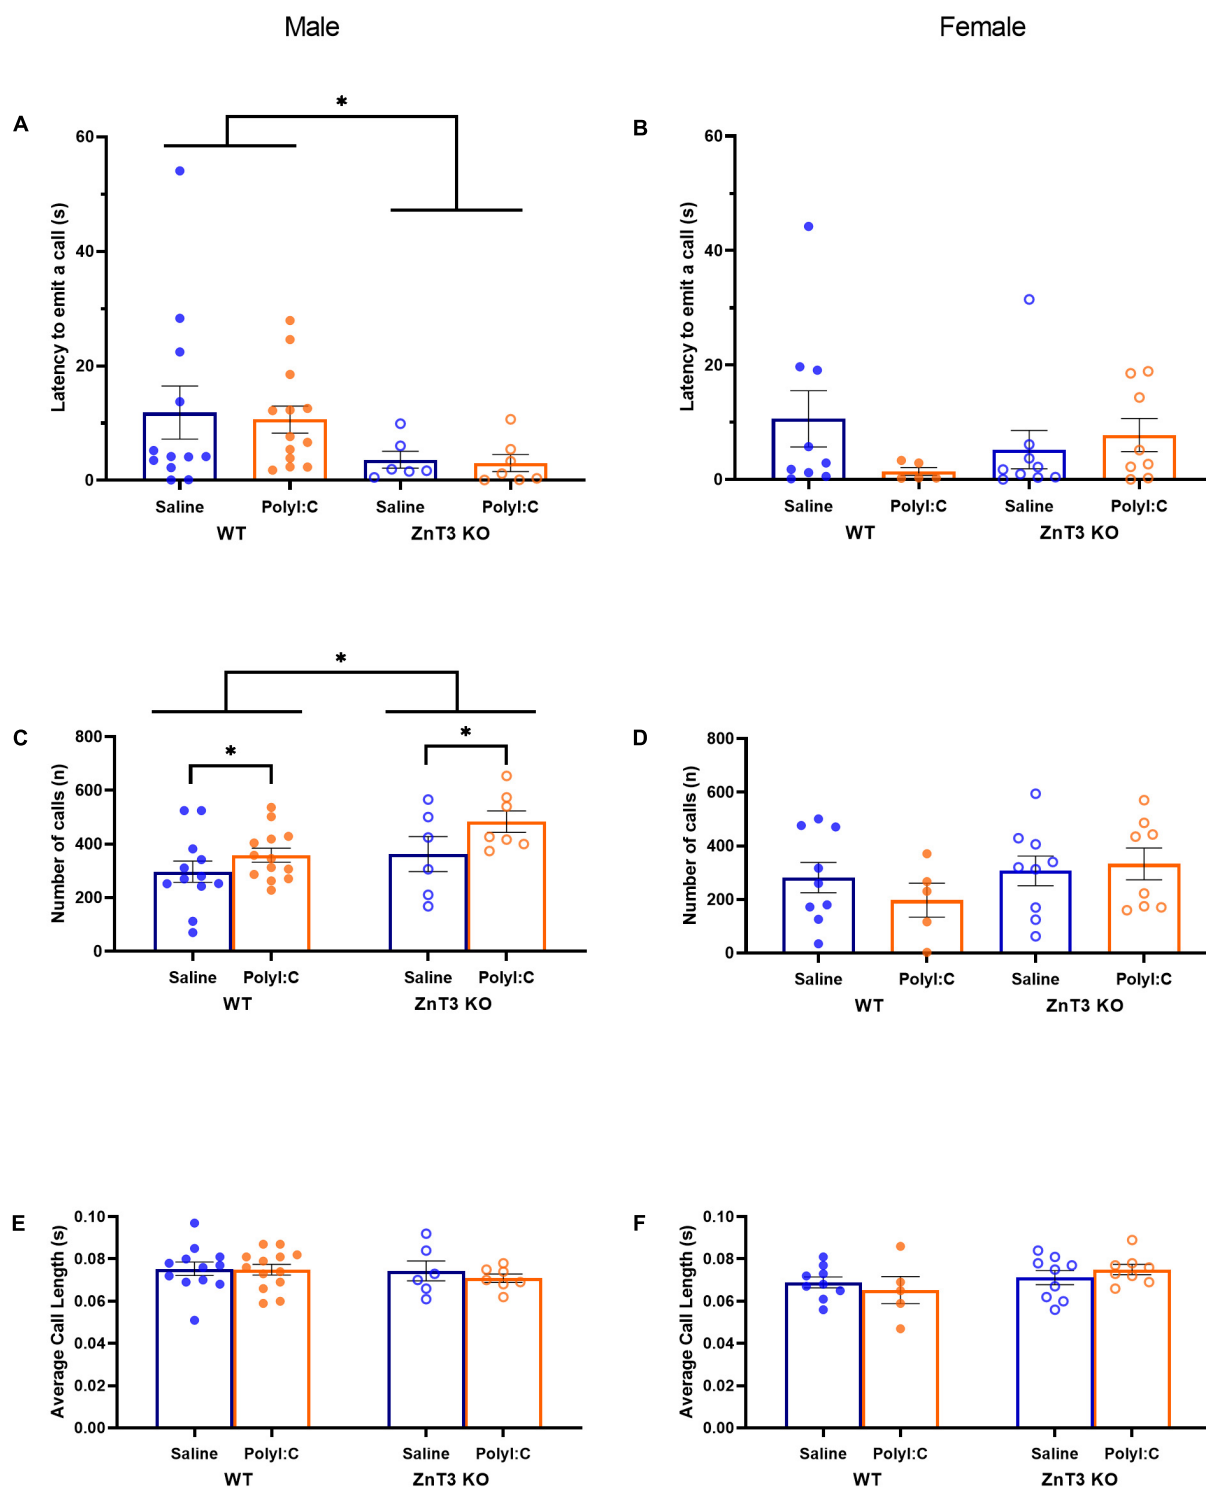 Male
Female
*
A
B
Latency to emit a call (s)
60
40
20
0
Saline
PolyI:C
Saline
PolyI:C
WT
ZnT3 KO
Latency to emit a call (s)
60
40
20
0
Saline
PolyI:C
Saline
PolyI:C
WT
ZnT3 KO
*
C
*
*
Number of calls (n)
800
600
400
200
0
Saline
PolyI:C
Saline
PolyI:C
WT
ZnT3 KO
D
Number of calls (n)
800
600
400
200
0
Saline
PolyI:C
Saline
PolyI:C
WT
ZnT3 KO
E
Average Call Length (s)
0.10
0.08
0.06
0.04
0.02
0.00
Saline
PolyI:C
Saline
PolyI:C
WT
ZnT3 KO
F
Average Call Length (s)
0.10
0.08
0.06
0.04
0.02
0.00
Saline
PolyI:C
Saline
PolyI:C
WT
ZnT3 KO